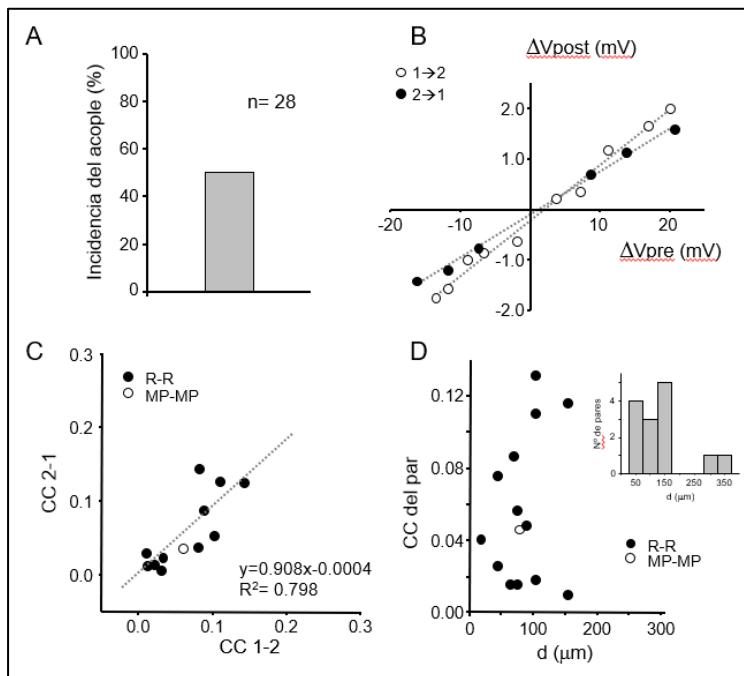 A
Incidencia del acople (%)
100
80
60
40
20
0
n= 28
B
ΔVpost (mV)
1→2
2→1
2.0
1.0
-20
-10
10
20
ΔVpre (mV)
-1.0
-2.0
C
CC 2-1
0.3
0.2
0.1
0.0
R-R
MP-MP
y=0.908x-0.0004
R²= 0.798
0.0
0.1
0.2
0.3
CC 1-2
D
CC del par
0.12
0.08
0.04
0.00
Nº de pares
4
2
0
50
150
250
350
d (μm)
R-R
MP-MP
0
100
200
300
d (μm)